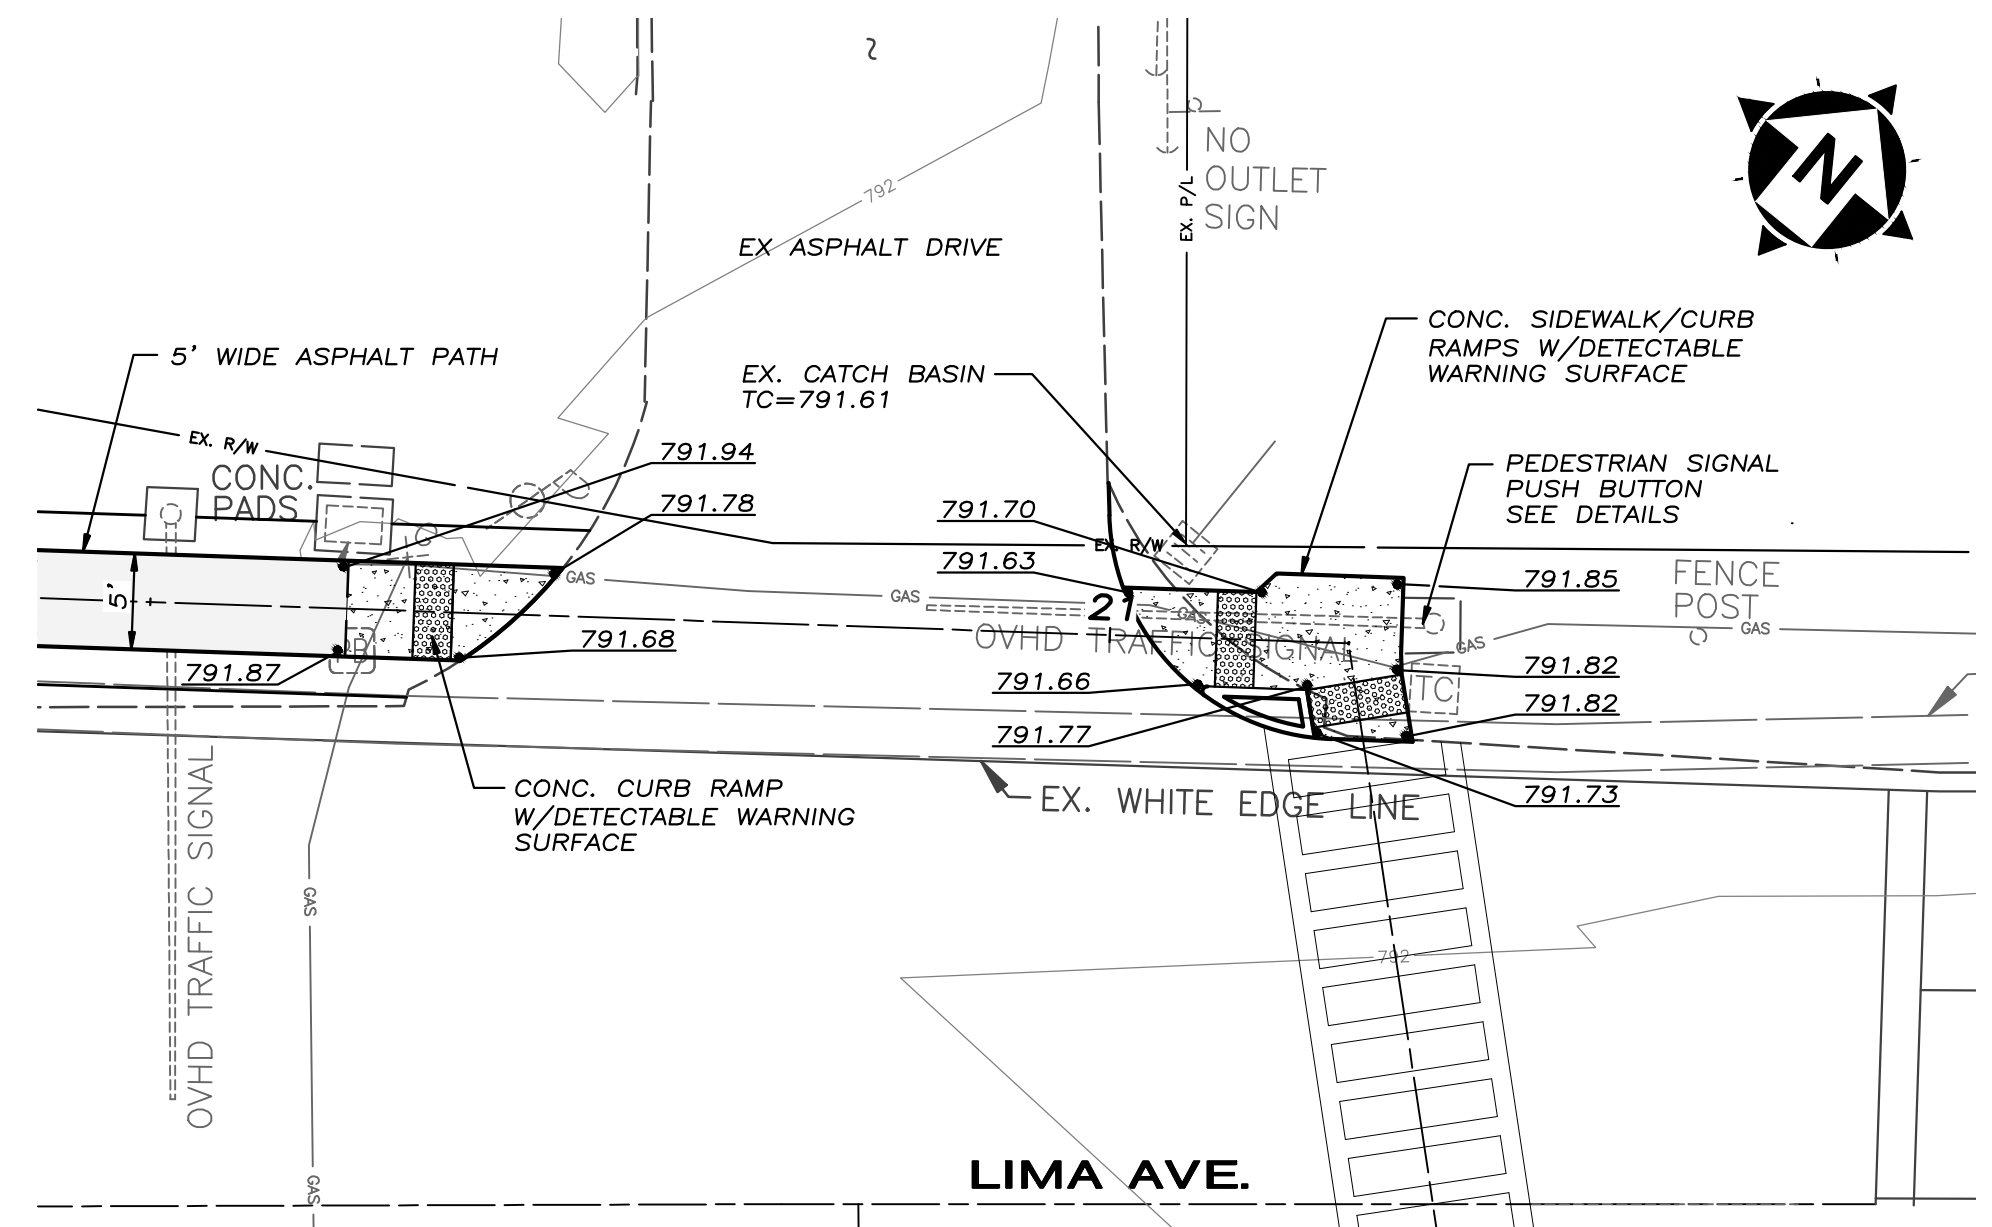 ~
N
NO
OUTLET
SIGN
EX. P/L
792
EX ASPHALT DRIVE
CONC. SIDEWALK/CURB
RAMPS W/DETECTABLE
WARNING SURFACE
5' WIDE ASPHALT PATH
EX. CATCH BASIN
TC=791.61
EX. R/W
CONC.
PADS
791.94
791.78
791.70
791.63
PEDESTRIAN SIGNAL
PUSH BUTTON
SEE DETAILS
EX. R/W
GAS
GAS
GAS
791.85
FENCE
POST
GAS
GAS
5'
21
OVHD TRAFFIC SIGNAL
B
791.87
791.68
791.66
791.77
791.82
791.82
TC
791.73
CONC. CURB RAMP
W/DETECTABLE WARNING
SURFACE
EX. WHITE EDGE LINE
OVHD TRAFFIC SIGNAL
GAS
792
GAS
LIMA AVE.